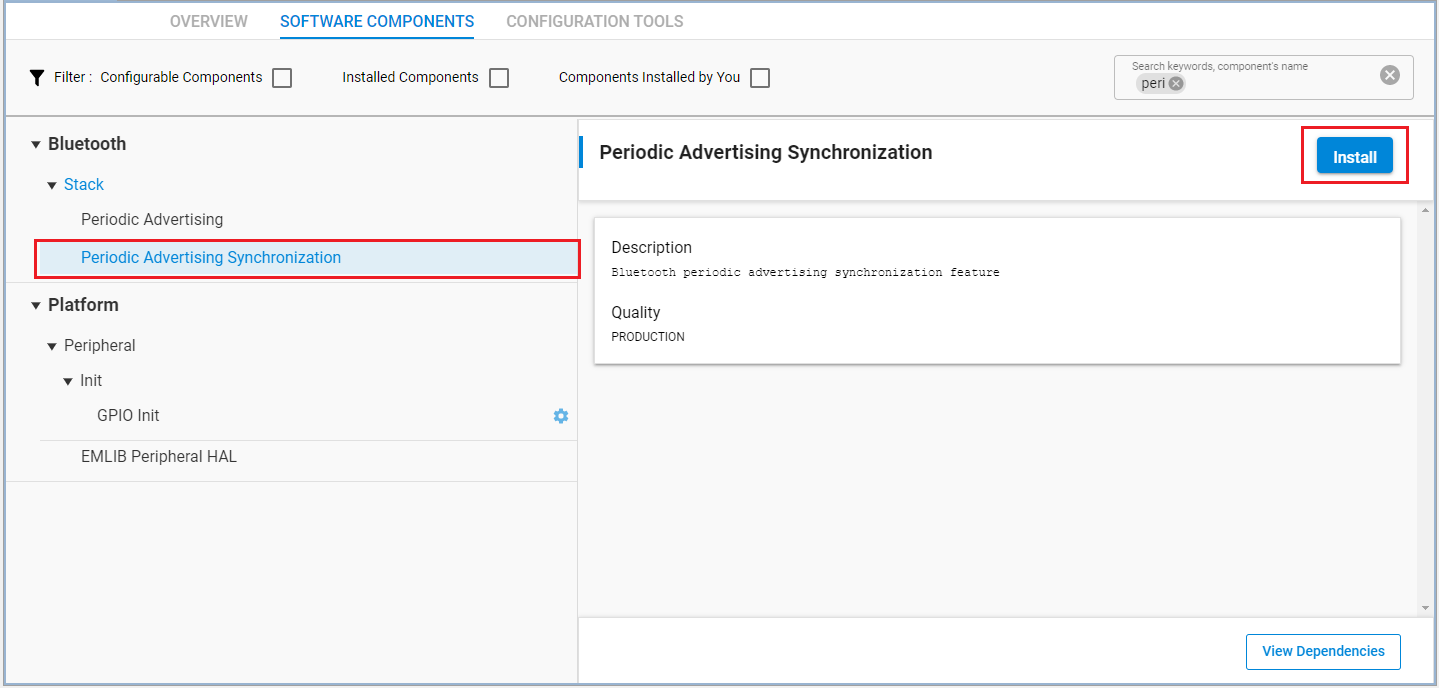 OVERVIEW SOFTWARE COMPONENTS CONFIGURATION TOOLS
Filter : Configurable Components Installed Components Components Installed by You
Search keywords, component's name
peri
Bluetooth
Stack
Periodic Advertising
Periodic Advertising Synchronization
Platform
Peripheral
Init
GPIO Init
EMLIB Peripheral HAL
Periodic Advertising Synchronization
Install
Description
Bluetooth periodic advertising synchronization feature
Quality
PRODUCTION
View Dependencies